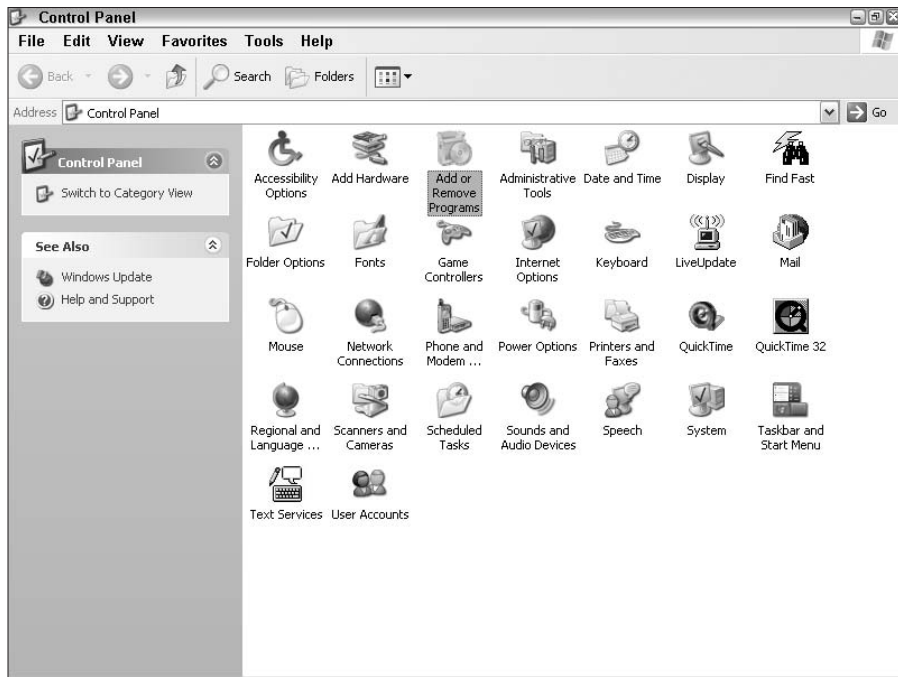 Control Panel
File Edit View Favorites Tools Help
Back Search Folders
Address Control Panel Go
Control Panel
Switch to Category View
See Also
Windows Update
Help and Support
Accessibility Options
Add Hardware
Add or Remove Programs
Administrative Tools
Date and Time
Display
Find Fast
Folder Options
Fonts
Game Controllers
Internet Options
Keyboard
LiveUpdate
Mail
Mouse
Network Connections
Phone and Modem ...
Power Options
Printers and Faxes
QuickTime
QuickTime 32
Regional and Language ...
Scanners and Cameras
Scheduled Tasks
Sounds and Audio Devices
Speech
System
Taskbar and Start Menu
Text Services
User Accounts